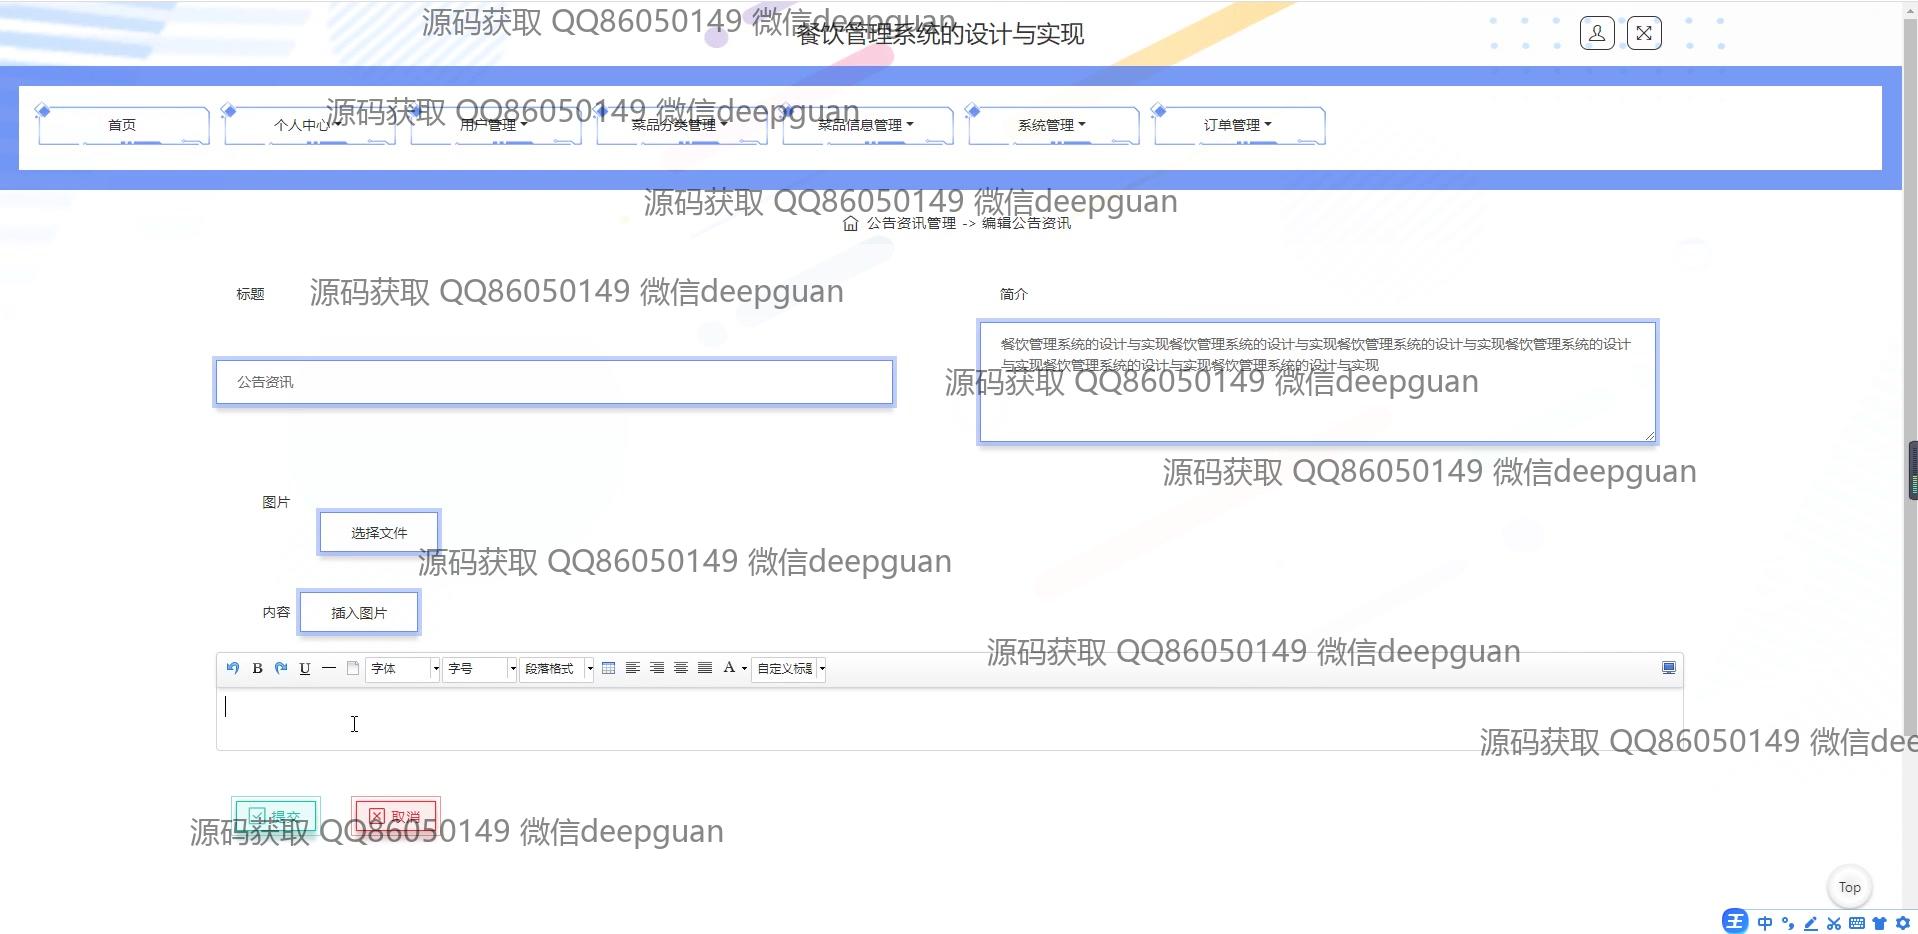 源码获取 QQ86050149 微信deepguan
餐饮管理系统的设计与实现
源码获取 QQ86050149 微信deepguan
首页
个人中心
用户管理
菜品分类管理
菜品信息管理
系统管理
订单管理
源码获取 QQ86050149 微信deepguan
公告资讯管理 -> 编辑公告资讯
标题
源码获取 QQ86050149 微信deepguan
简介
餐饮管理系统的设计与实现餐饮管理系统的设计与实现餐饮管理系统的设计与实现餐饮管理系统的设计
与实现餐饮管理系统的设计与实现餐饮管理系统的设计与实现
公告资讯
源码获取 QQ86050149 微信deepguan
源码获取 QQ86050149 微信deepguan
图片
选择文件
源码获取 QQ86050149 微信deepguan
内容
插入图片
源码获取 QQ86050149 微信deepguan
B U 字体 字号 段落格式 A 自定义标题
源码获取 QQ86050149 微信dee
提交
取消
源码获取 QQ86050149 微信deepguan
Top
王 中